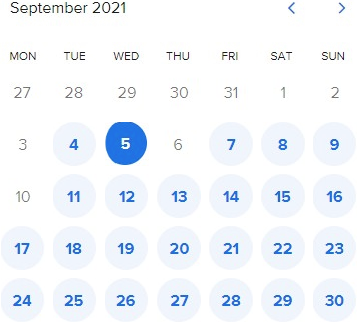 September 2021
MON TUE WED THU FRI SAT SUN
27 28 29 30 31 1 2
3 4 5 6 7 8 9
10 11 12 13 14 15 16
17 18 19 20 21 22 23
24 25 26 27 28 29 30